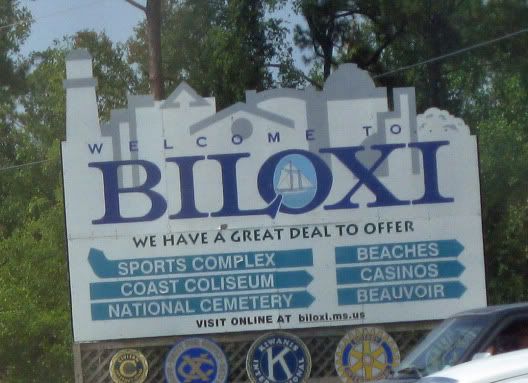 WELCOME TO
BILOXI
WE HAVE A GREAT DEAL TO OFFER
SPORTS COMPLEX
COAST COLISEUM
NATIONAL CEMETERY
BEACHES
CASINOS
BEAUVOIR
VISIT ONLINE AT biloxi.ms.us
KIWANIS
K